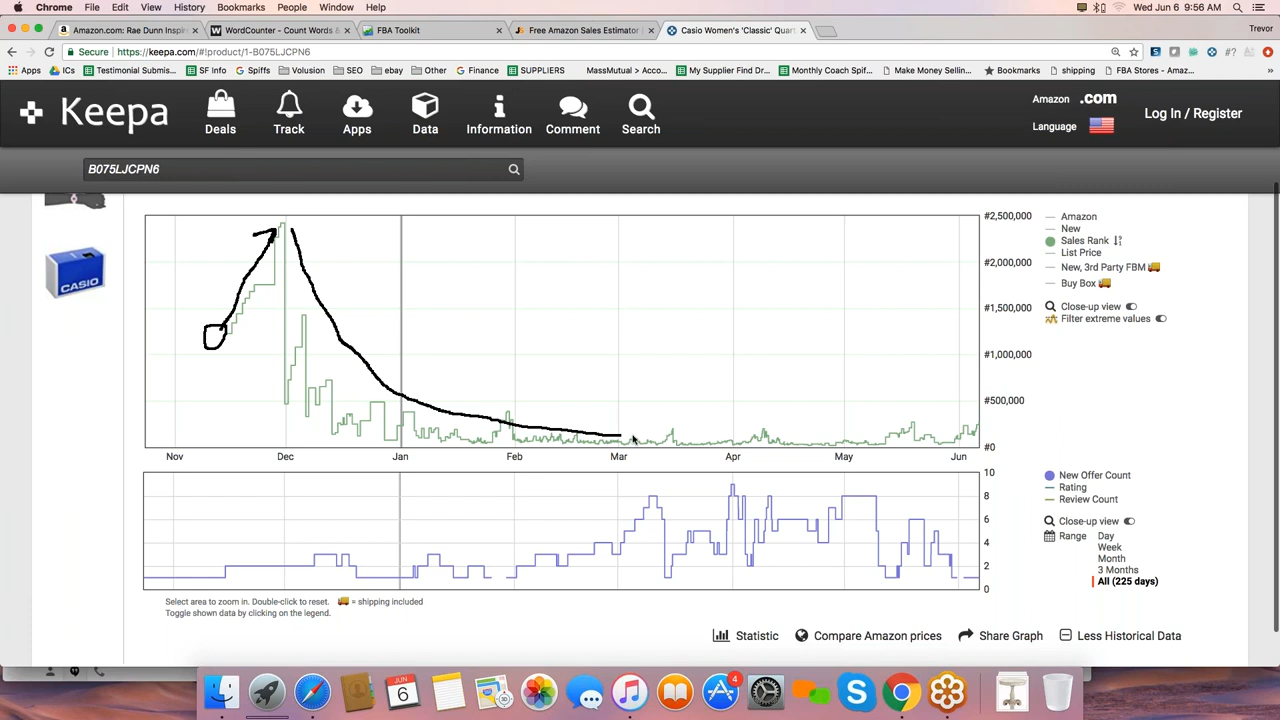 Chrome File Edit View History Bookmarks People Window Help Wed Jun 6 9:56 AM Trevor
Amazon.com: Rae Dunn Inspire WordCounter - Count Words & FBA Toolkit Free Amazon Sales Estimator Casio Women's 'Classic' Quart Trevor
Secure https://keepa.com/#!product/1-B075LJCPN6
Apps ICs Testimonial Submis... SF Info Spiffs Volusion SEO ebay Other Finance SUPPLIERS MassMutual > Acco... My Supplier Find Dr... Monthly Coach Spif... Make Money Sellin... Bookmarks shipping FBA Stores - Amaz...
Keepa
Deals Track Apps Data Information Comment Search
Amazon .com
Language
Log In / Register
B075LJCPN6
CASIO
#2,500,000
#2,000,000
#1,500,000
#1,000,000
#500,000
#0
Nov Dec Jan Feb Mar Apr May Jun
Amazon
New
Sales Rank
List Price
New, 3rd Party FBM
Buy Box
Close-up view
Filter extreme values
10
8
6
4
2
0
New Offer Count
Rating
Review Count
Close-up view
Range Day
Week
Month
3 Months
All (225 days)
Select area to zoom in. Double-click to reset. = shipping included
Toggle shown data by clicking on the legend.
Statistic Compare Amazon prices Share Graph Less Historical Data
JUN
6
4